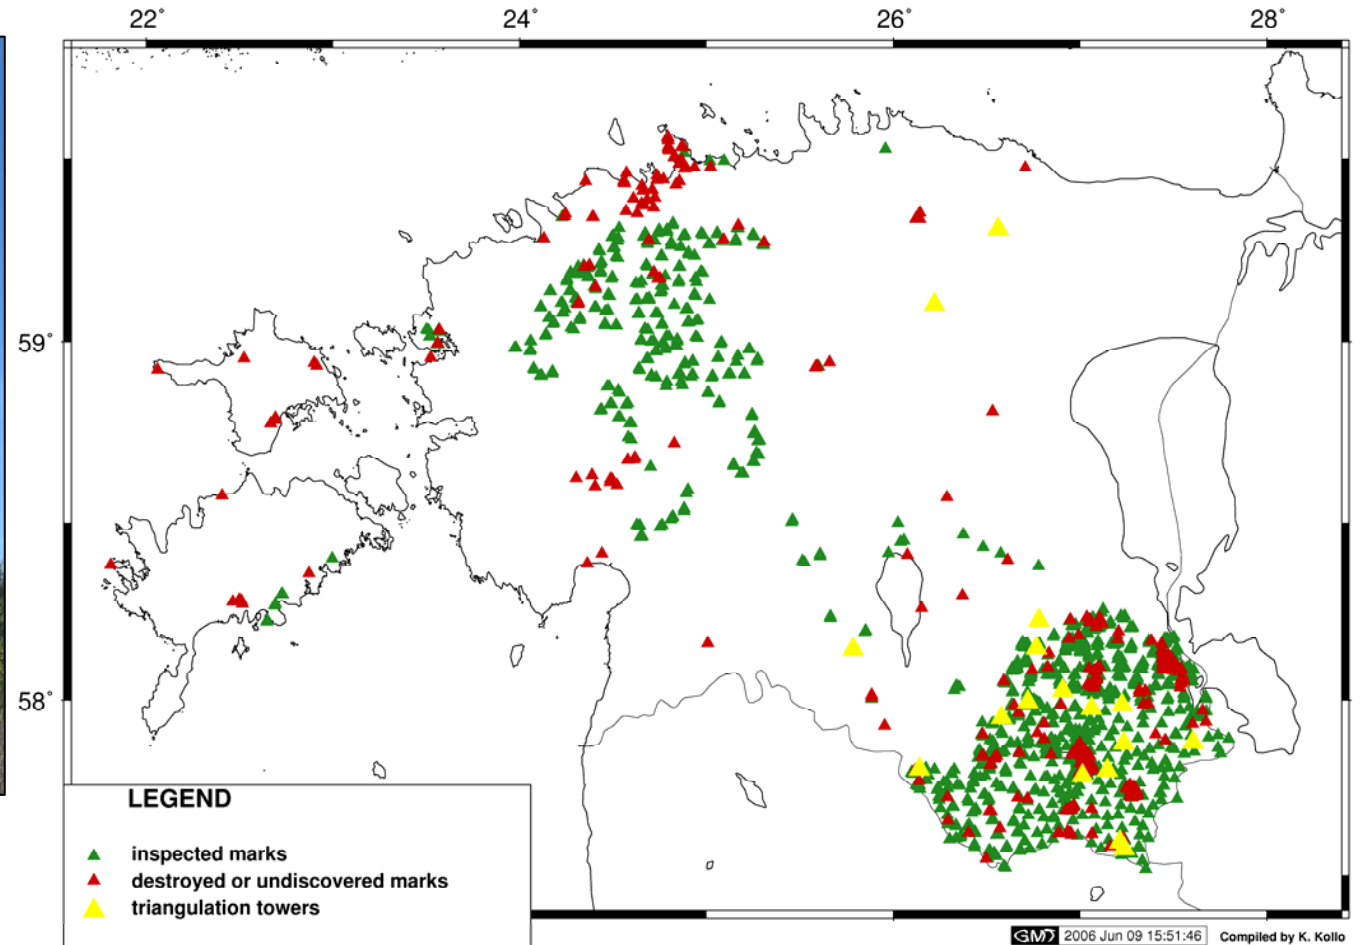 22° 24° 26° 28°
59°
58°
LEGEND
inspected marks
destroyed or undiscovered marks
triangulation towers
GMT 2006 Jun 09 15:51:46 Compiled by K. Kollo